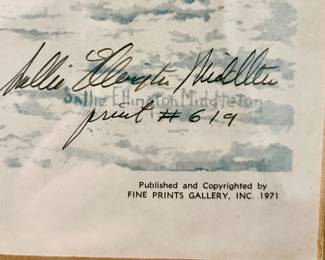 Sallie Ellington Middleton
Sallie Ellington Middleton
print # 619
Published and Copyrighted by
FINE PRINTS GALLERY, INC. 1971